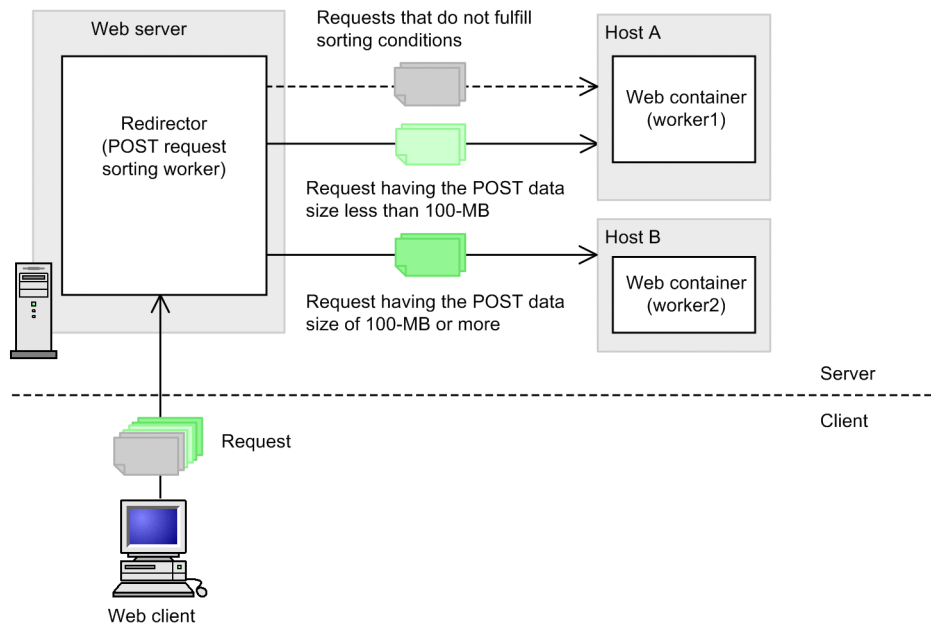 Web server
Redirector
(POST request
sorting worker)
Requests that do not fulfill
sorting conditions
Request having the POST data
size less than 100-MB
Request having the POST data
size of 100-MB or more
Host A
Web container
(worker1)
Host B
Web container
(worker2)
Server
Client
Request
Web client